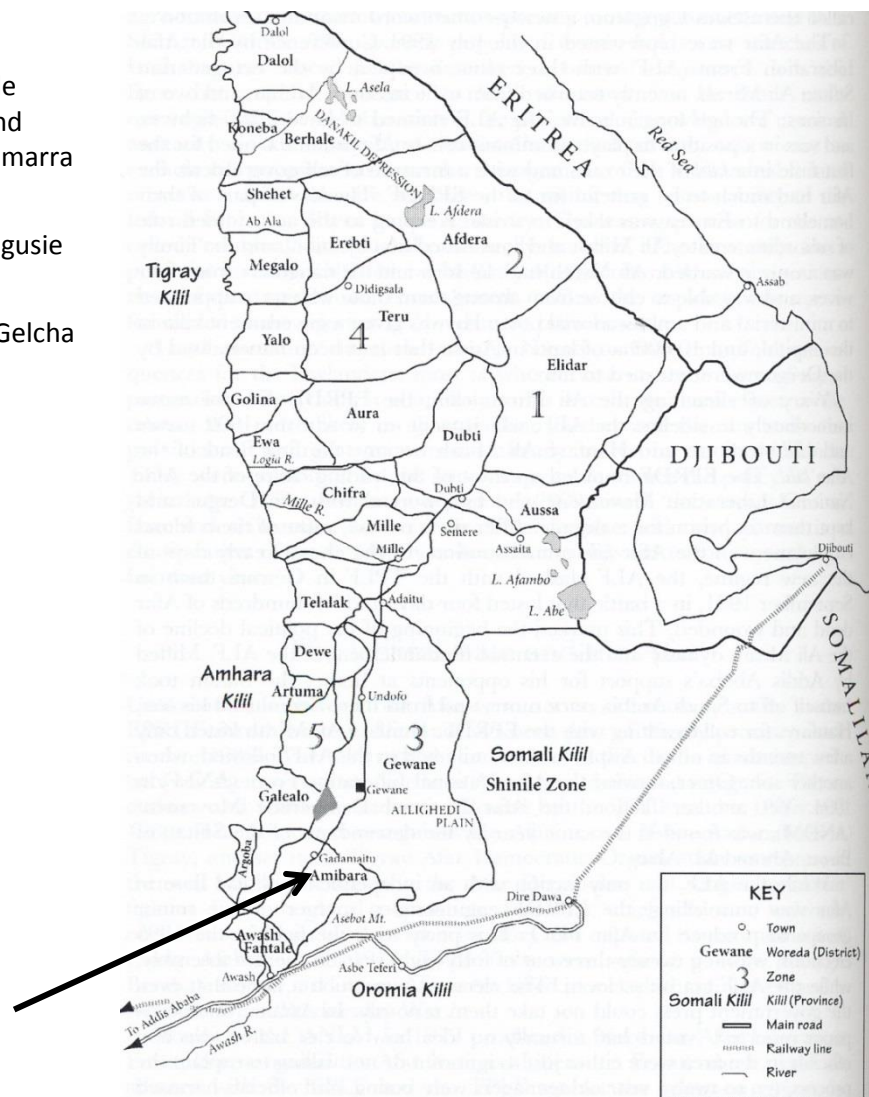 e
nd
marra
gusie
Gelcha
Dalol
Dalol
L. Asela
ERITREA
Red Sea
Koneba
Berhale
DANAKIL DEPRESSION
Shehet
Ab Ala
L. Afdera
Erebti
Afdera
2
Tigray
Kilil
Megalo
Didigsala
Assab
Teru
4
Yalo
Elidar
Golina
Aura
1
Dubti
Ewa
Logia R.
DJIBOUTI
Chifra
Dubti
Mille R.
Aussa
Mille
Semere
Mille
Assaita
Djibouti
L. Afambo
Telalak
Adaitu
L. Abe
SOMAILAN
Dewe
Amhara
Kilil
Artuma
Undofo
5
3
Gewane
Somali Kilil
Shinile Zone
Galealo
Gewane
ALLIGHEDI
PLAIN
Argoba
Gadamaitu
Amibara
Dire Dawa
Asebot Mt.
Awash
Fantale
Awash
Asbe Teferi
Oromia Kilil
To Addis Ababa
Awash R.
KEY
Town
Gewane Woreda (District)
3 Zone
Somali Kilil Kilil (Province)
Main road
Railway line
River